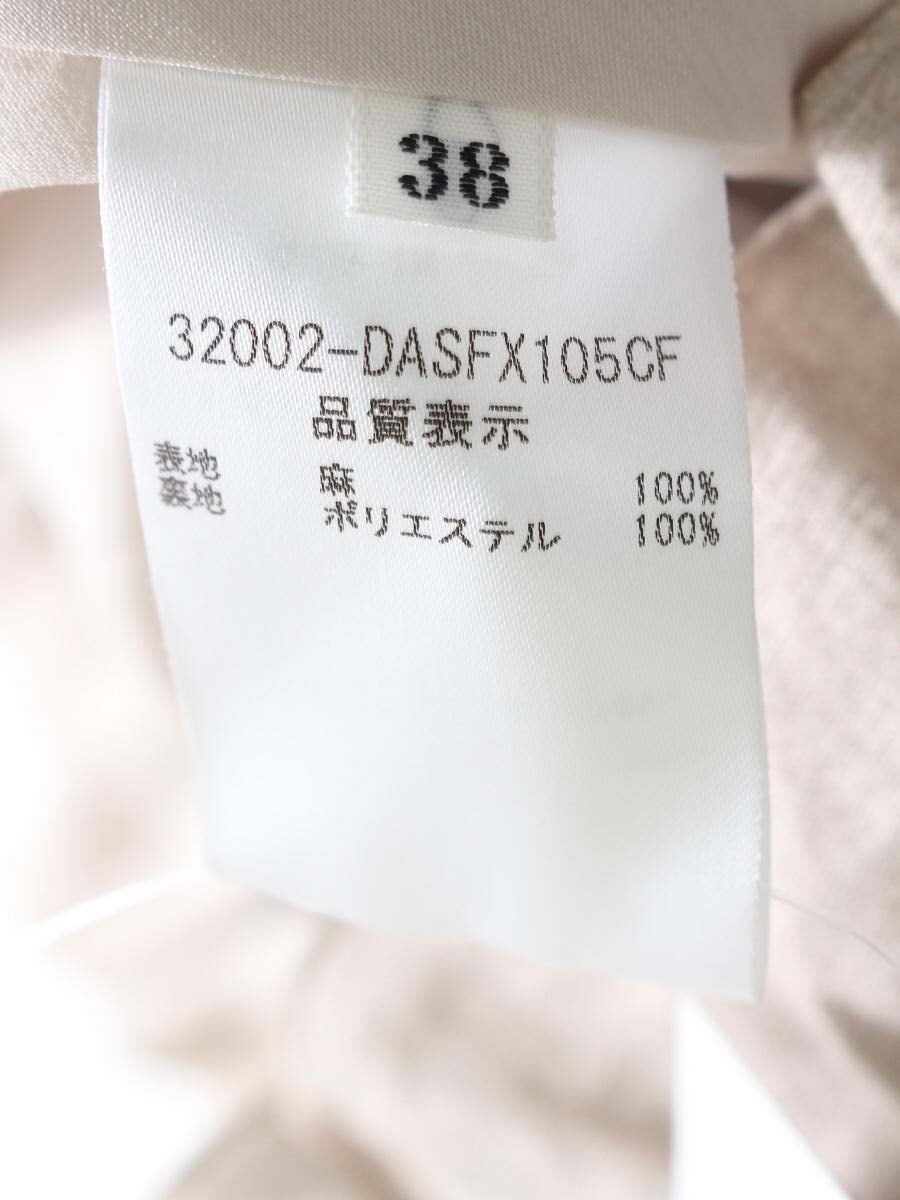 38
32002-DASFX105CF
品質表示
表地 麻 100%
裏地 ポリエステル 100%